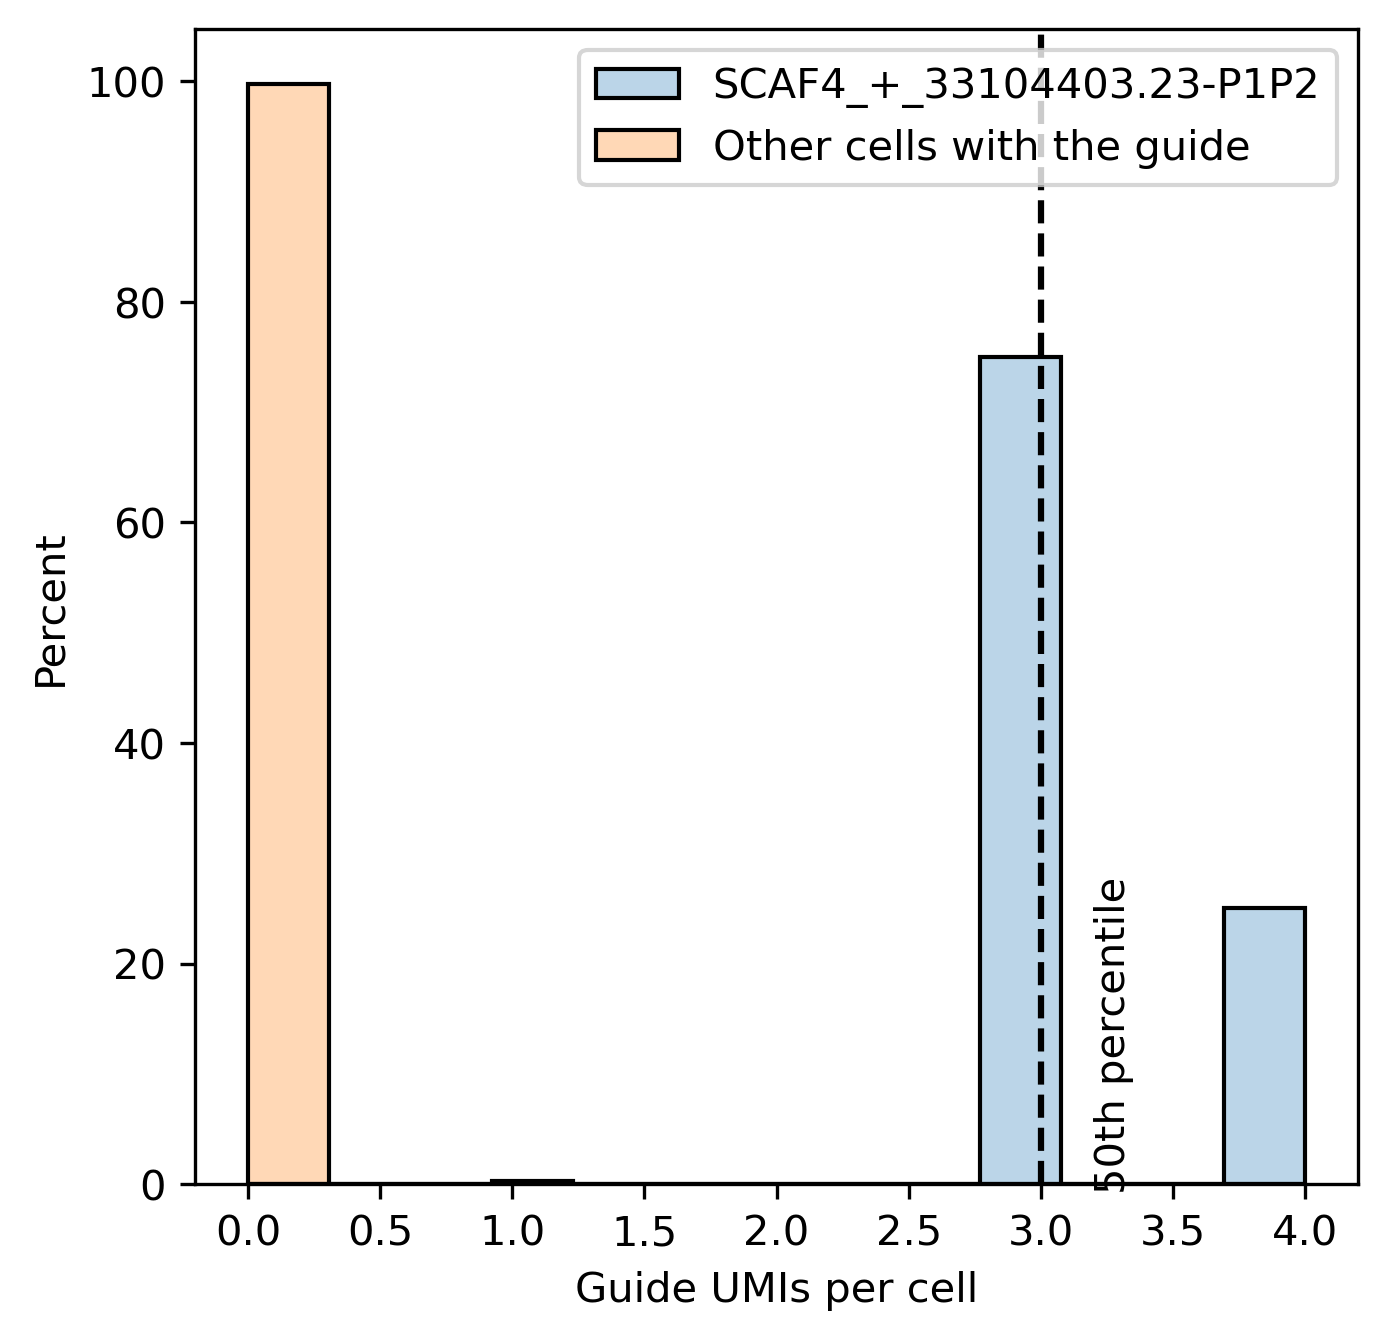 SCAF4_+_33104403.23-P1P2
Other cells with the guide
100
80
60
40
20
0
Percent
50th percentile
0.0 0.5 1.0 1.5 2.0 2.5 3.0 3.5 4.0
Guide UMIs per cell